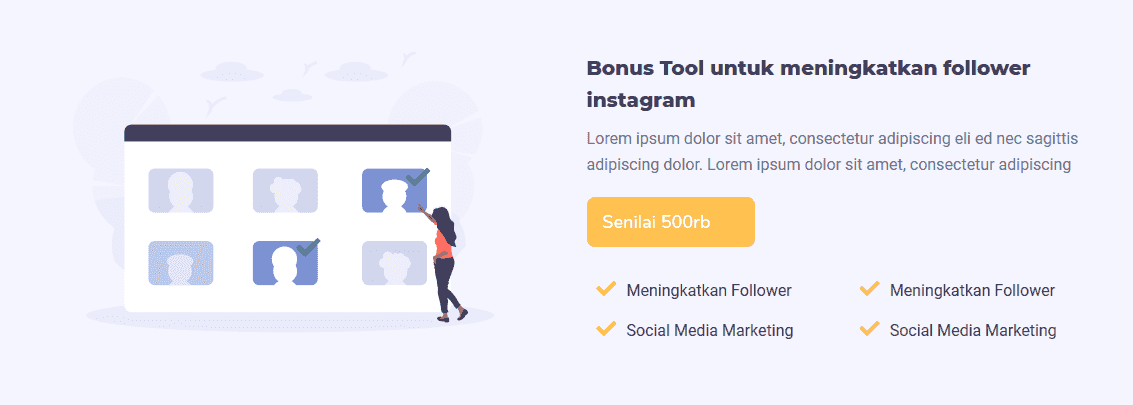 Bonus Tool untuk meningkatkan follower
instagram
Lorem ipsum dolor sit amet, consectetur adipiscing eli ed nec sagittis
adipiscing dolor. Lorem ipsum dolor sit amet, consectetur adipiscing
Senilai 500rb
Meningkatkan Follower
Meningkatkan Follower
Social Media Marketing
Social Media Marketing